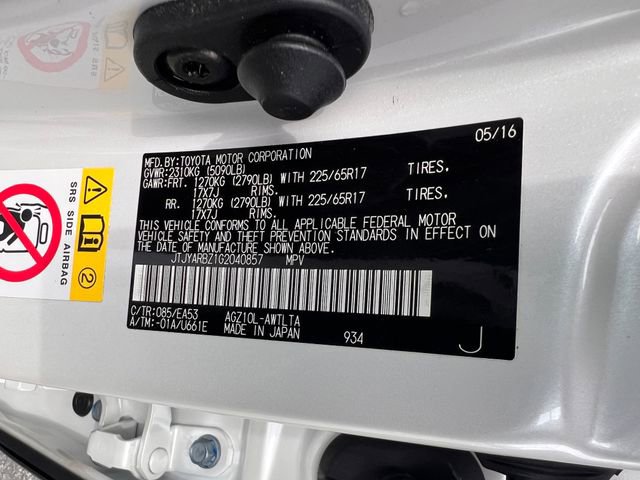 05/16
MFD.BY:TOYOTA MOTOR CORPORATION
GVWR:2310KG (5090LB)
GAWR:FRT. 1270KG (2790LB) WITH 225/65R17 TIRES.
17X7J RIMS.
RR. 1270KG (2790LB) WITH 225/65R17 TIRES.
17X7J RIMS.
THIS VEHICLE CONFORMS TO ALL APPLICABLE FEDERAL MOTOR
VEHICLE SAFETY AND THEFT PREVENTION STANDARDS IN EFFECT ON
THE DATE OF MANUFACTURE SHOWN ABOVE.
JTJYARBZ1G2040857 MPV
C/TR:085/EA53 AGZ10L-AWTLTA
A/TM:-01A/U661E MADE IN JAPAN 934 J
SRS SIDE AIRBAG
2